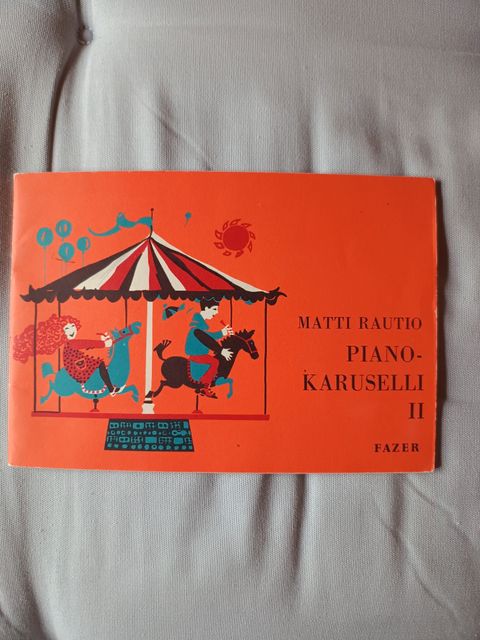 MATTI RAUTIO
PIANO-
KARUSELLI
II
FAZER